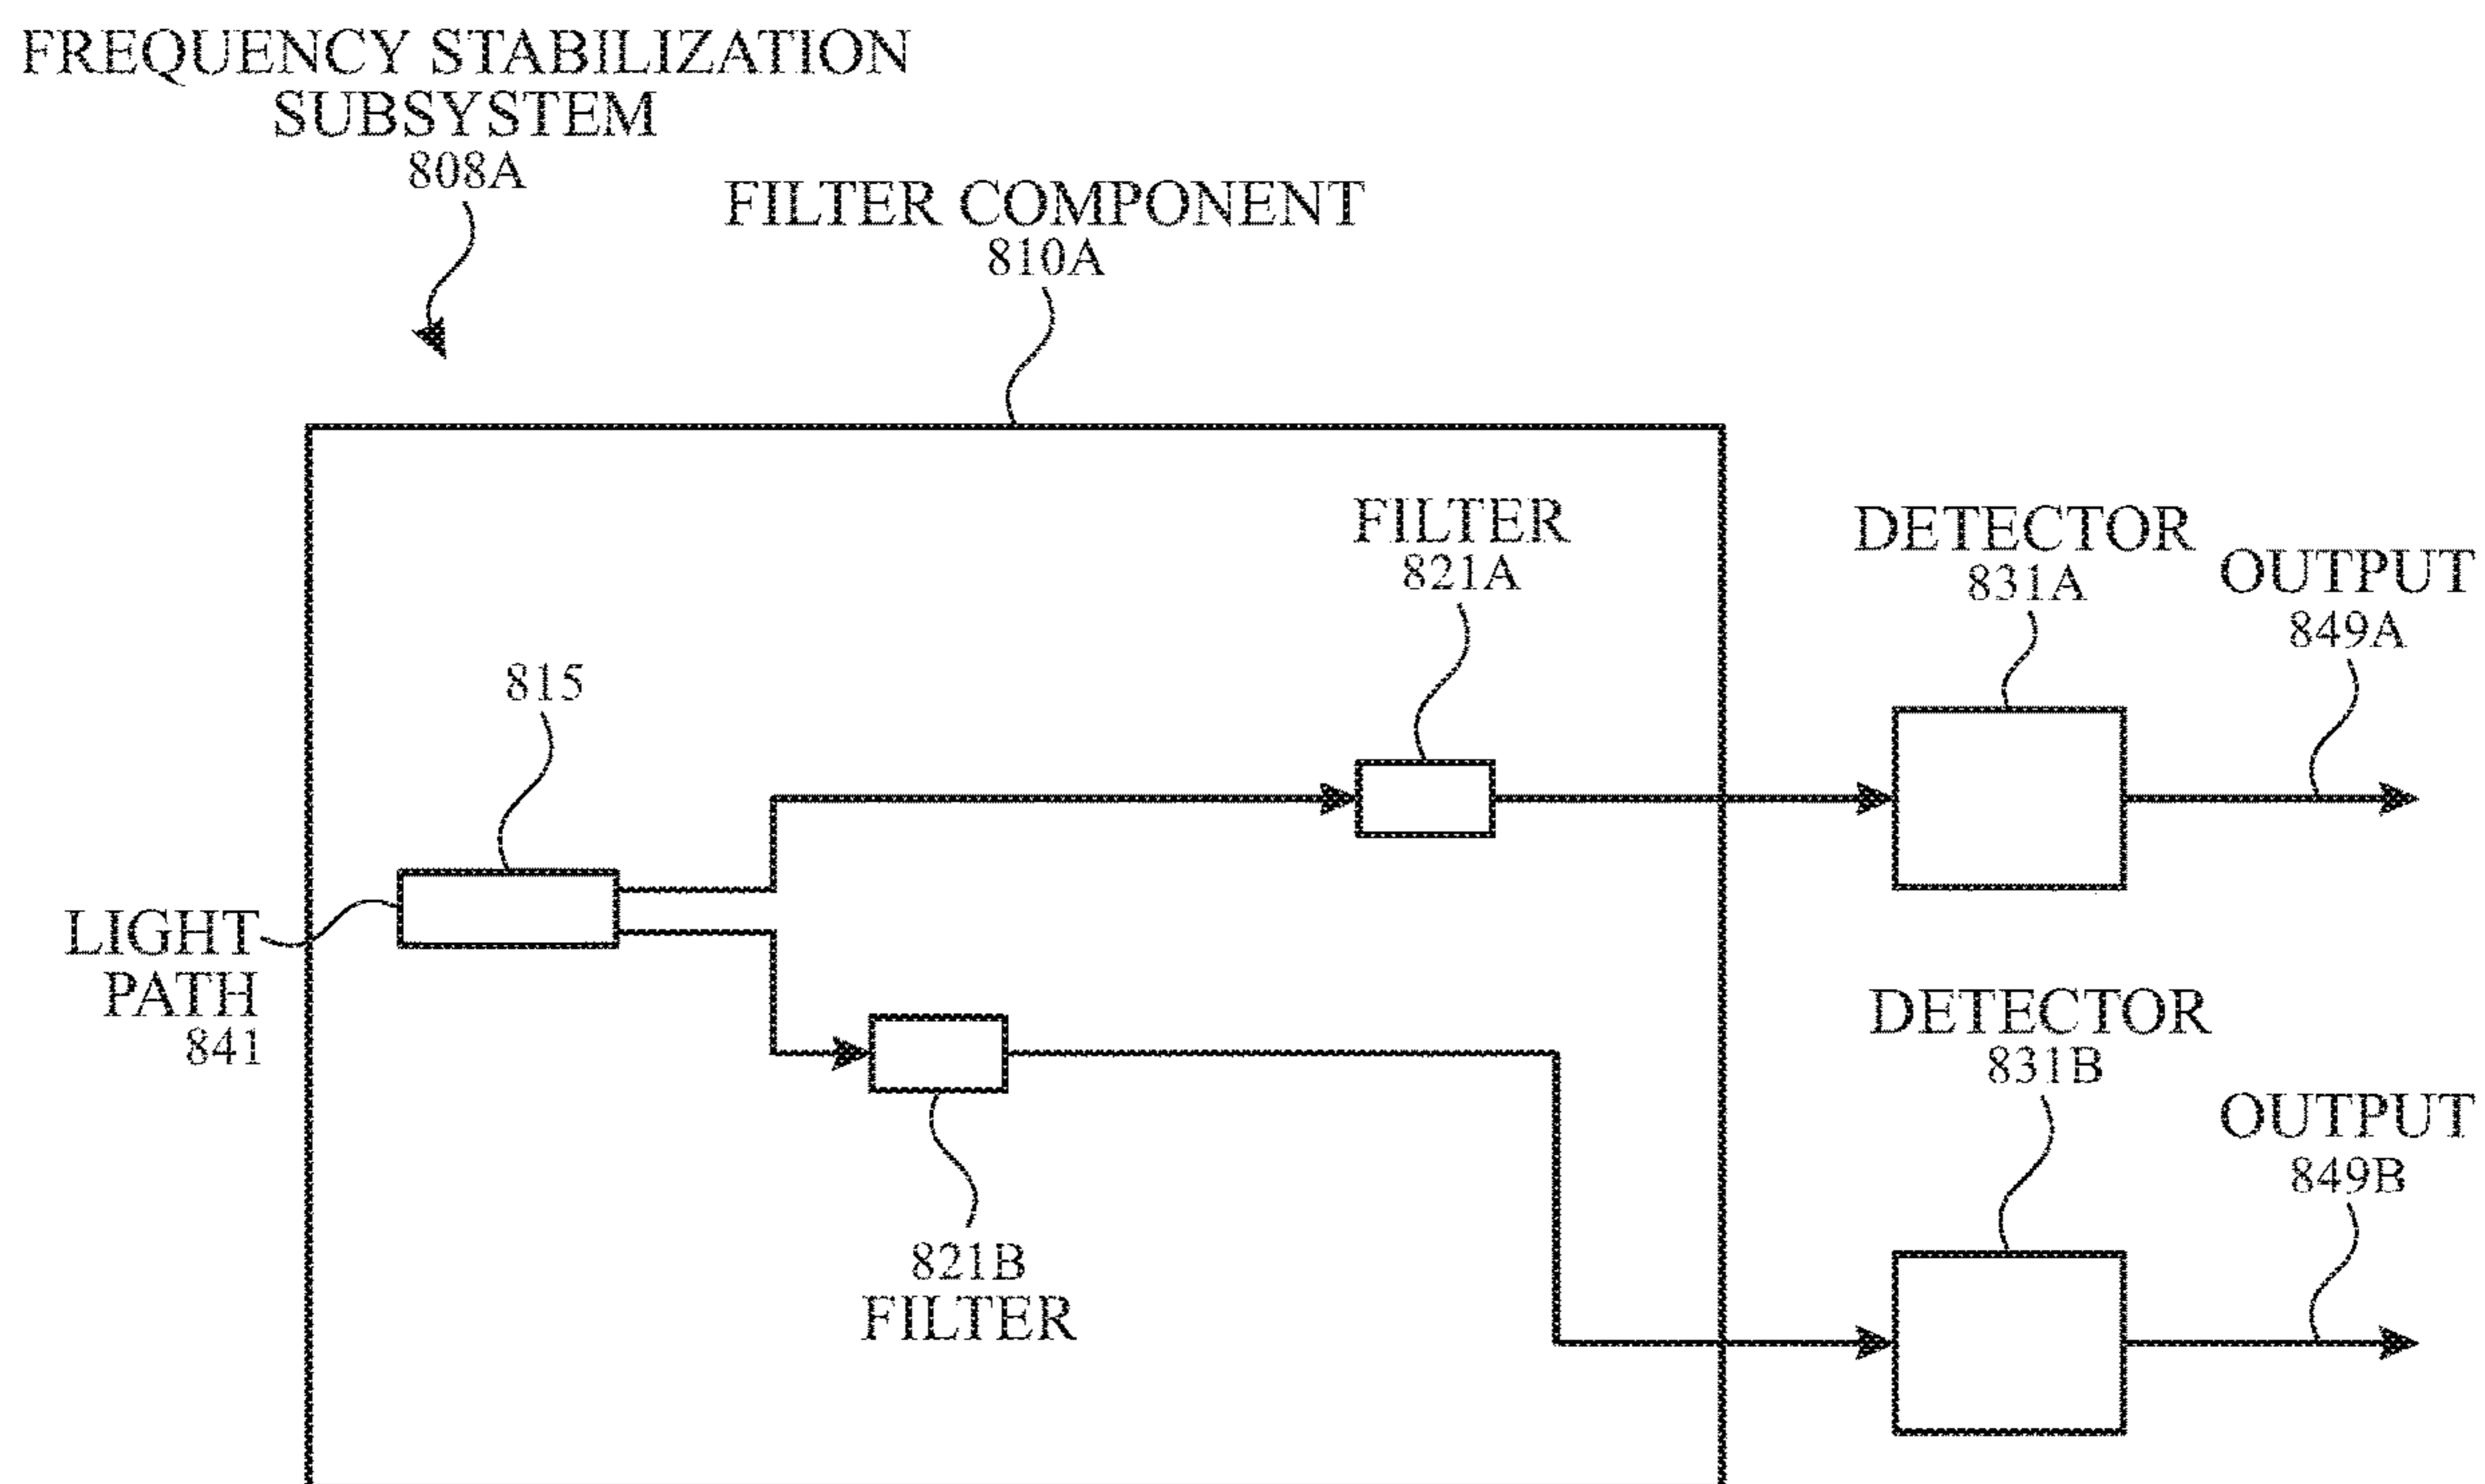 FREQUENCY STABILIZATION
SUBSYSTEM
808A
FILTER COMPONENT
810A
FILTER
821A
DETECTOR
831A
OUTPUT
849A
815
LIGHT
PATH
841
DETECTOR
831B
OUTPUT
849B
821B
FILTER